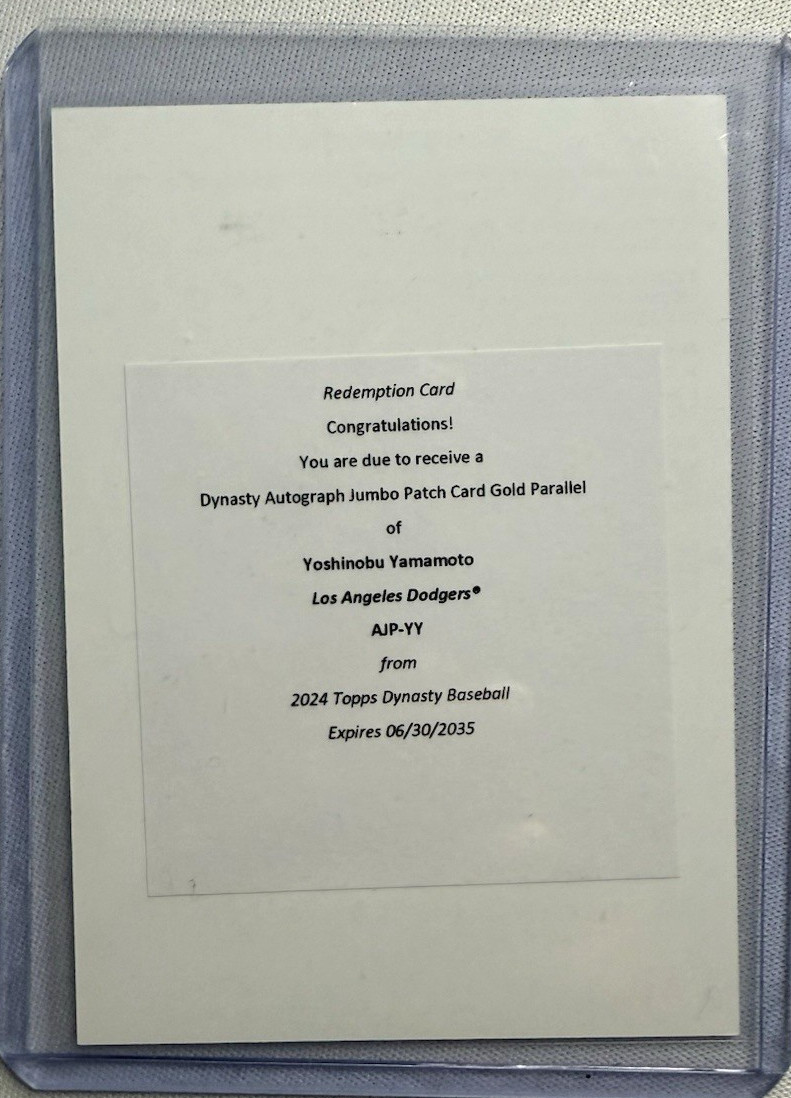 Redemption Card
Congratulations!
You are due to receive a
Dynasty Autograph Jumbo Patch Card Gold Parallel
of
Yoshinobu Yamamoto
Los Angeles Dodgers®
AJP-YY
from
2024 Topps Dynasty Baseball
Expires 06/30/2035